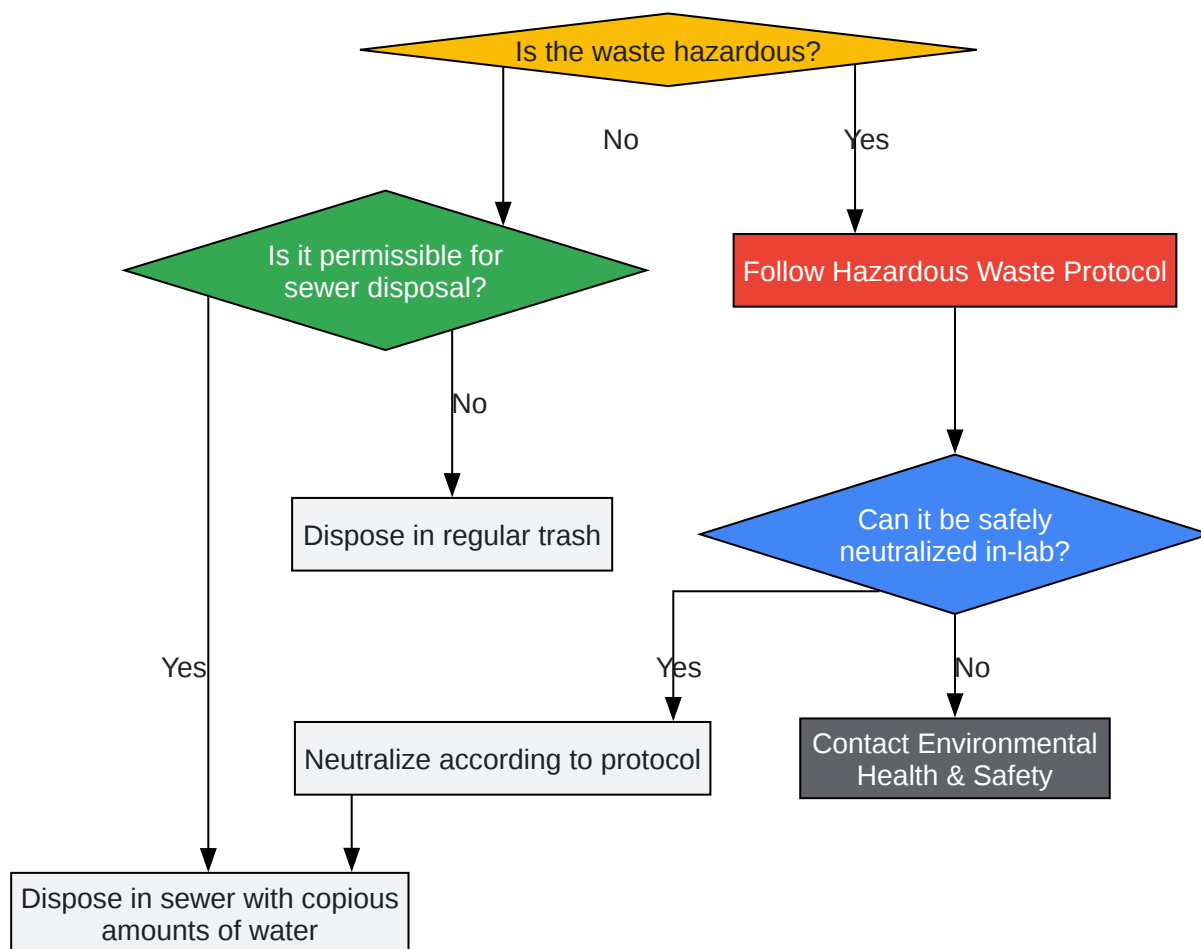 Is the waste hazardous?
No
Yes
Is it permissible for
sewer disposal?
Follow Hazardous Waste Protocol
No
Dispose in regular trash
Can it be safely
neutralized in-lab?
Yes
Yes
No
Neutralize according to protocol
Contact Environmental
Health & Safety
Dispose in sewer with copious
amounts of water